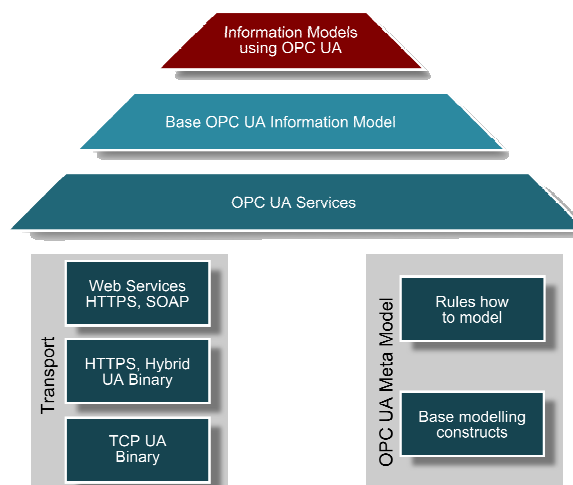 Information Models
using OPC UA
Base OPC UA Information Model
OPC UA Services
Transport
Web Services
HTTPS, SOAP
HTTPS, Hybrid
UA Binary
TCP UA
Binary
OPC UA Meta Model
Rules how
to model
Base modelling
constructs